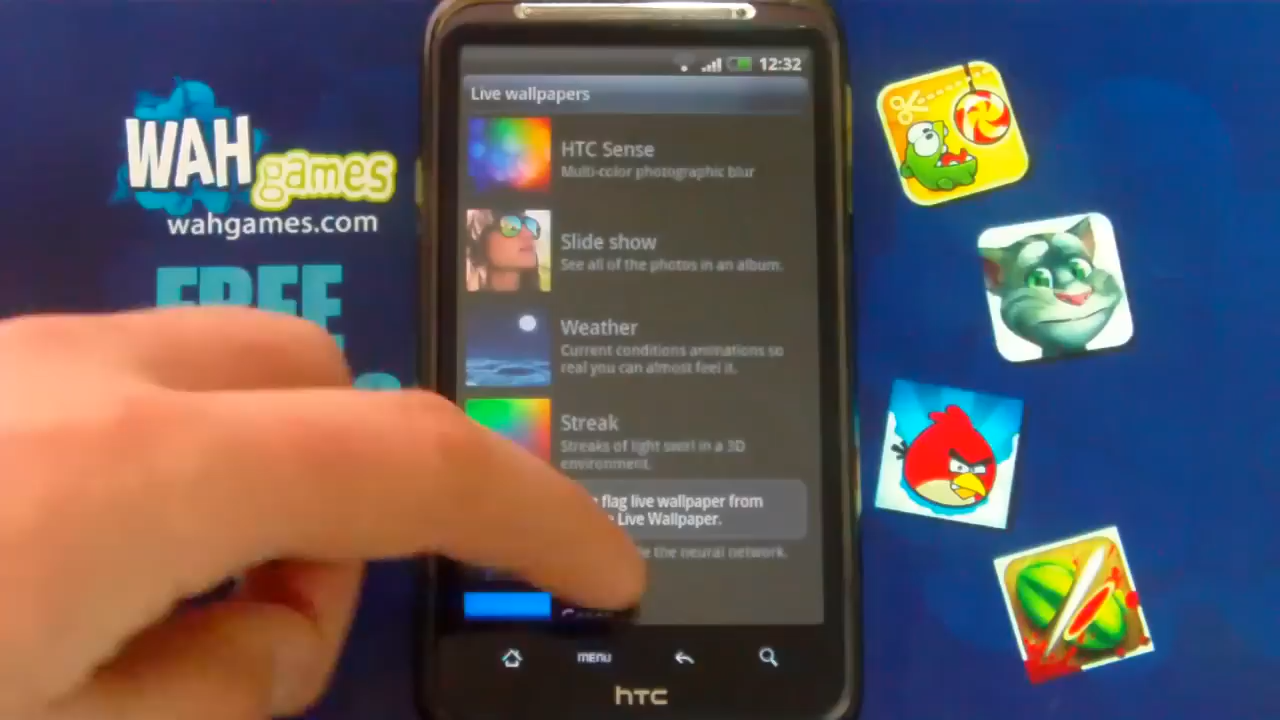 WAH
games
wahgames.com
FREE
12:32
Live wallpapers
HTC Sense
Multi-color photographic blur
Slide show
See all of the photos in an album.
Weather
Current conditions animations so
real you can almost feel it.
Streak
Streaks of light swirl in a 3D
environment.
flag live wallpaper from
Live Wallpaper.
the neural network.
MENU
hTC